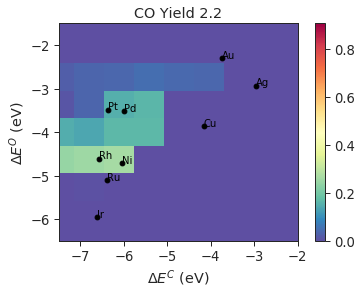 CO Yield 2.2
−2
−3
−4
−5
−6
ΔE^O (eV)
Au
Ag
Pt
Pd
Cu
Rh
Ni
Ru
Ir
−7
−6
−5
−4
−3
−2
ΔE^C (eV)
0.8
0.6
0.4
0.2
0.0